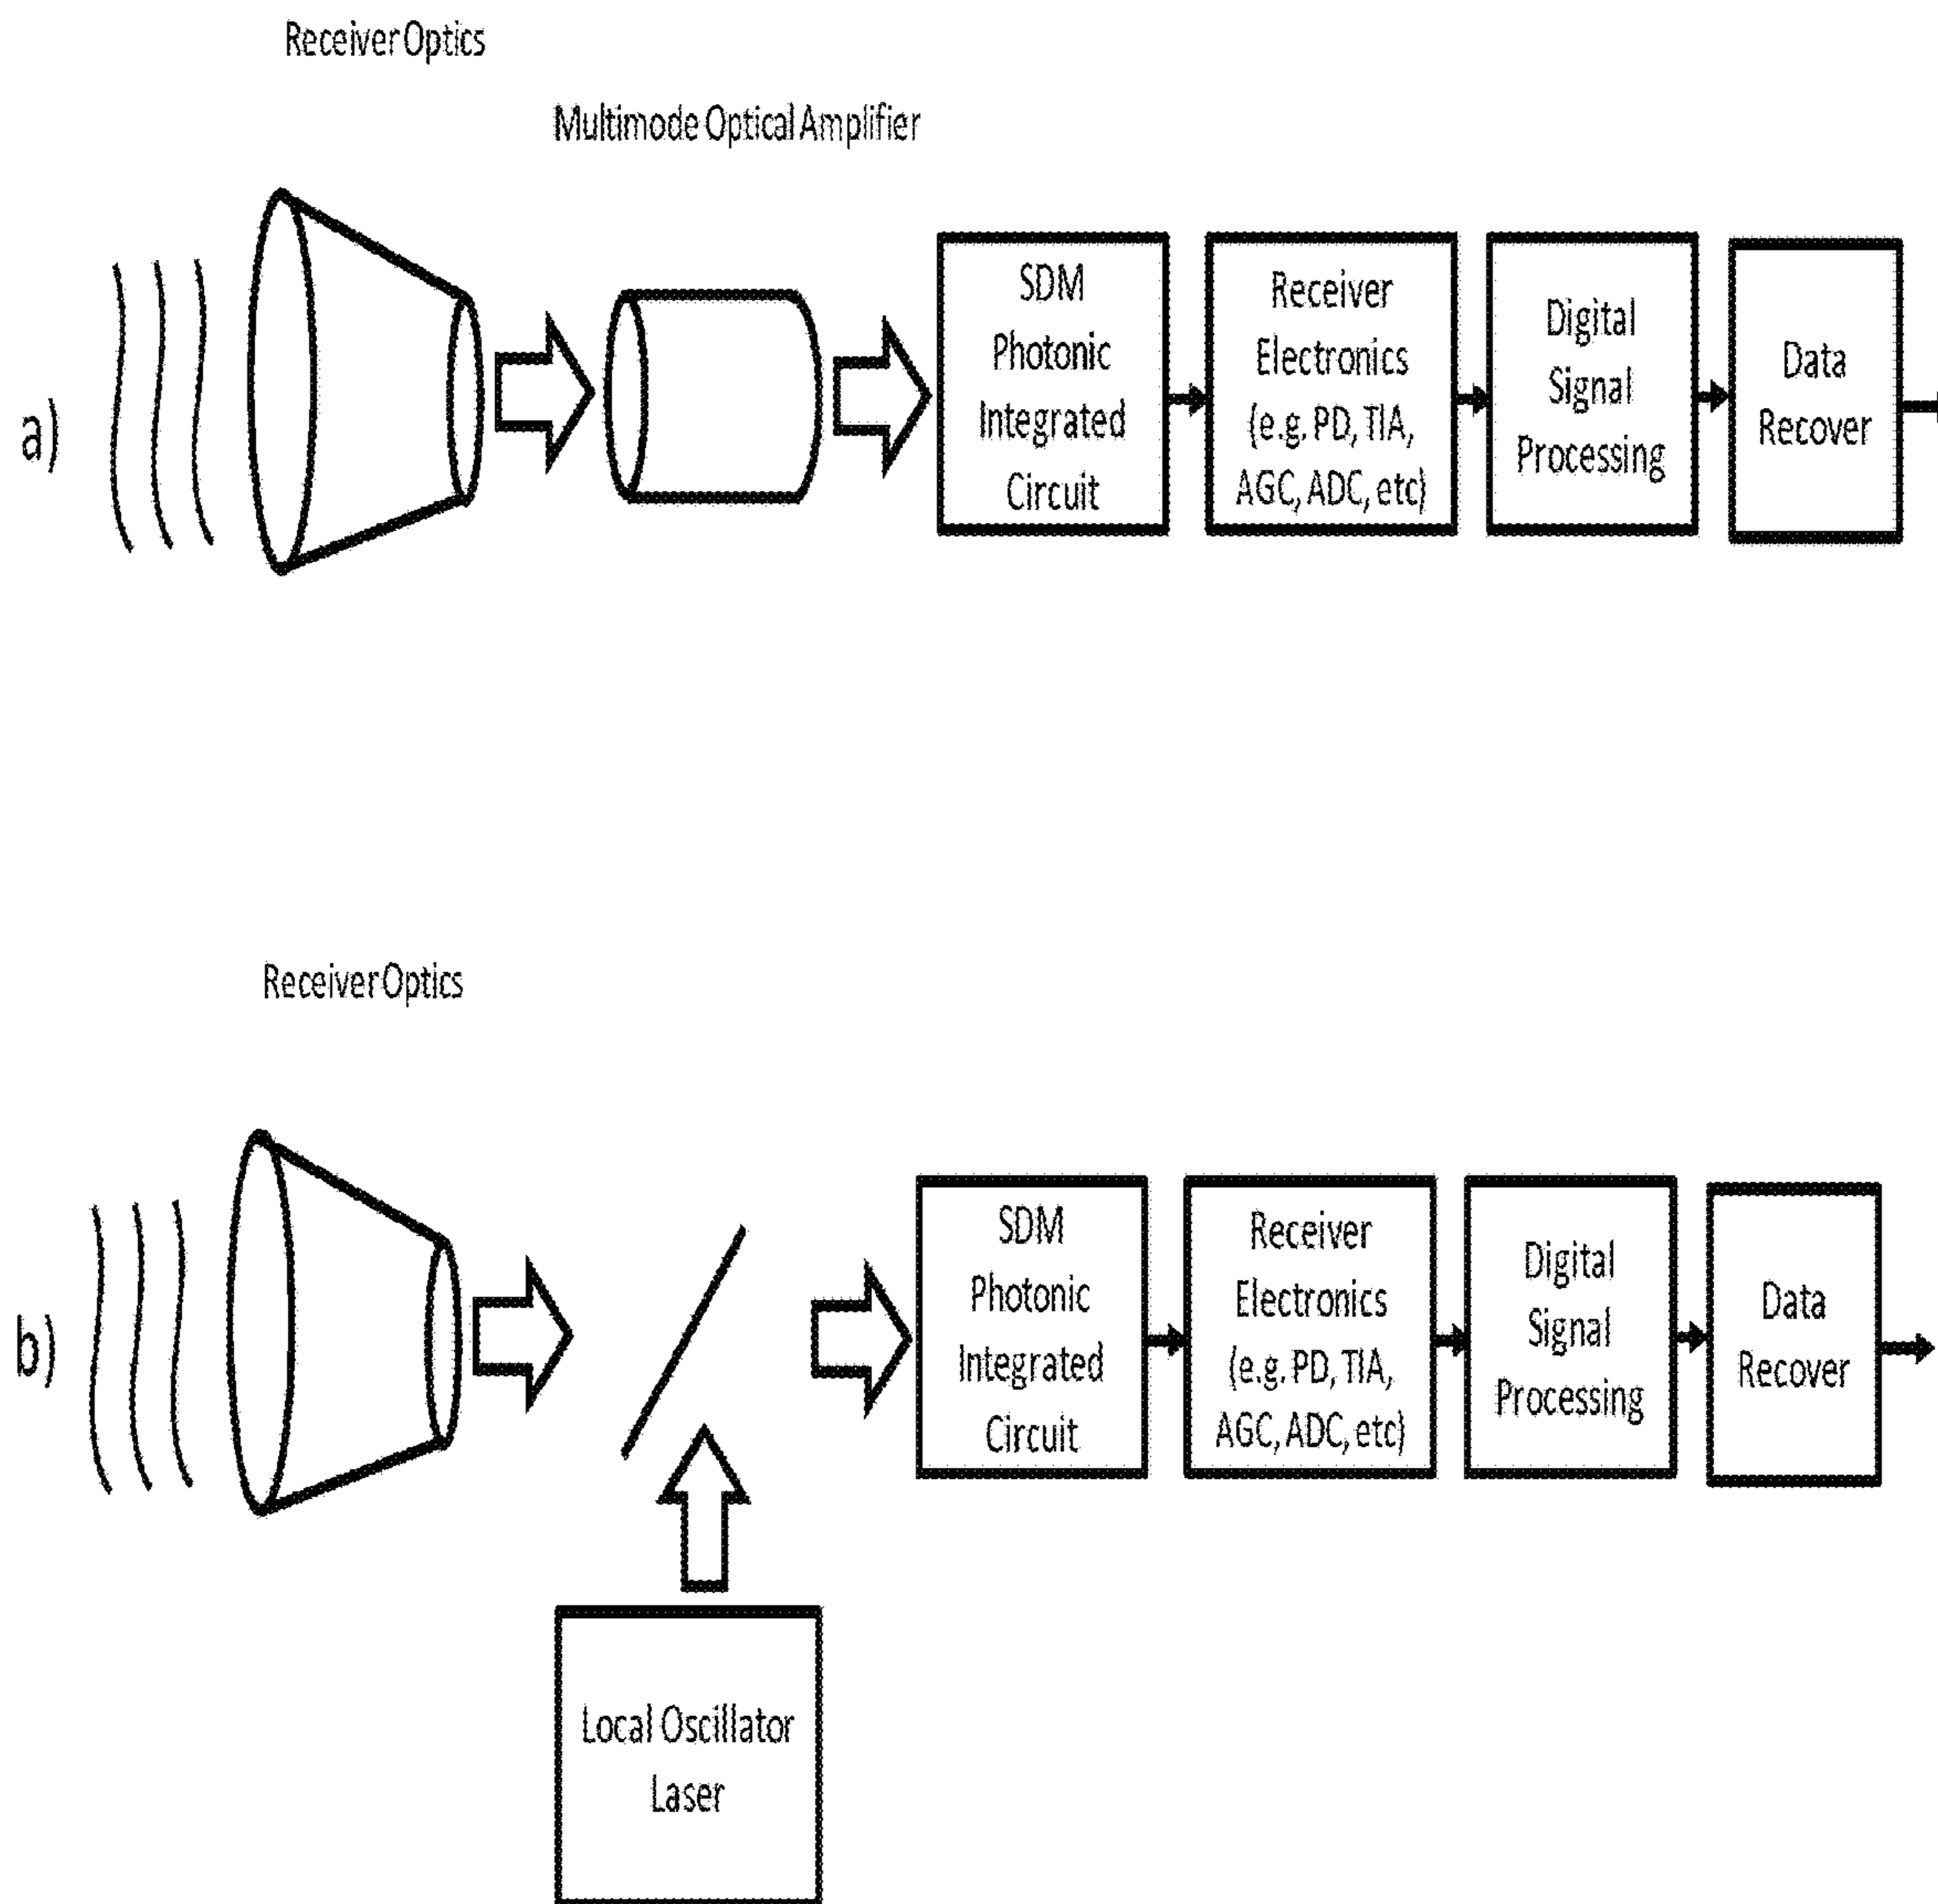 Receiver Optics
Multimode Optical Amplifier
a)
SDM
Photonic
Integrated
Circuit
Receiver
Electronics
(e.g. PD, TIA,
AGC, ADC, etc)
Digital
Signal
Processing
Data
Recover
Receiver Optics
b)
SDM
Photonic
Integrated
Circuit
Receiver
Electronics
(e.g. PD, TIA,
AGC, ADC, etc)
Digital
Signal
Processing
Data
Recover
Local Oscillator
Laser